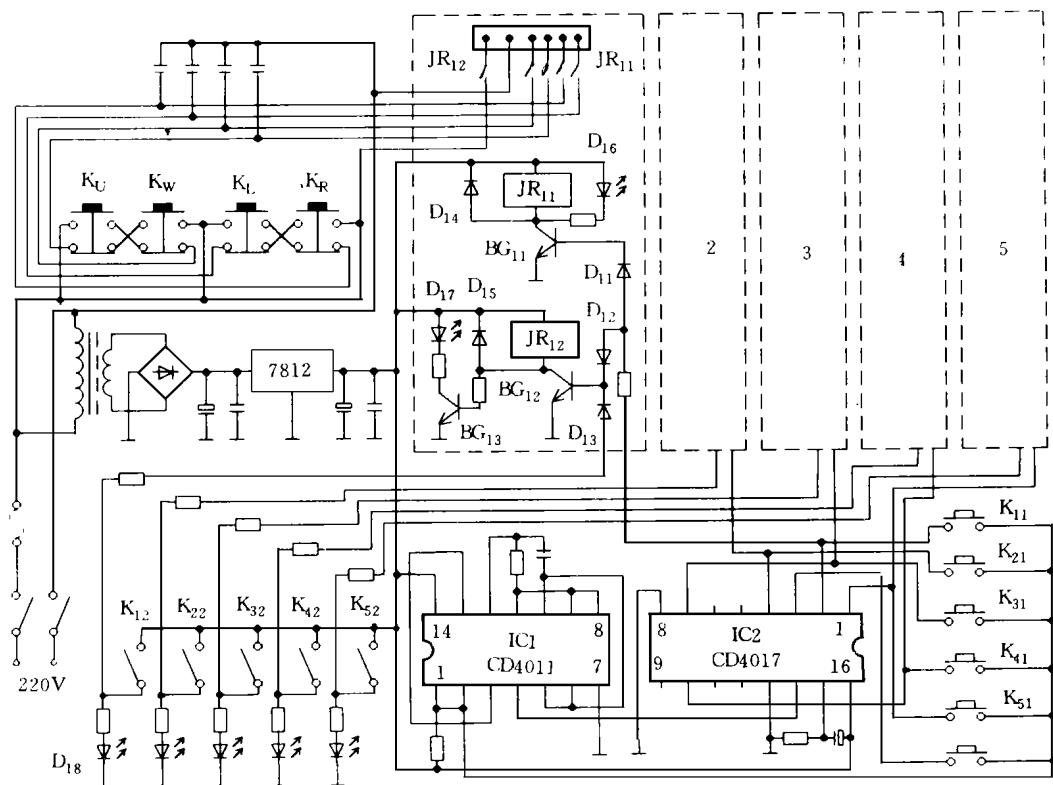 JR12 JR11
D16
KU KW KL KR
JR11
D14
BG11
2 3 4 5
D11
D17 D15
D12
JR12
7812
BG12
BG13
D13
K11
K21
K12 K22 K32 K42 K52
K31
14 8 8 1
IC1 IC2
CD4011 CD4017
K41
1 7 9 16
220V
K51
D18